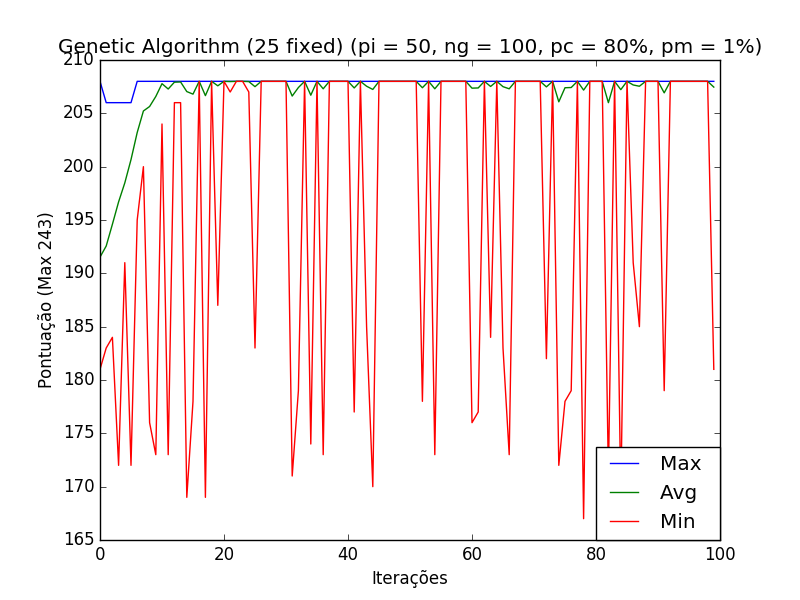 Genetic Algorithm (25 fixed) (pi = 50, ng = 100, pc = 80%, pm = 1%)
210
205
200
195
190
185
180
175
170
165
Pontuação (Max 243)
Max
Avg
Min
0 20 40 60 80 100
Iterações